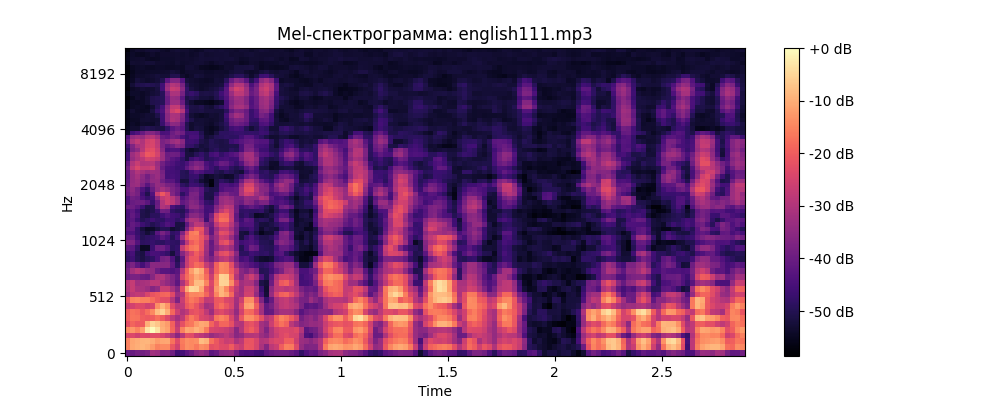 Mel-спектрограмма: english111.mp3
+0 dB
8192
-10 dB
4096
-20 dB
2048
-30 dB
Hz
1024
-40 dB
512
-50 dB
0
0 0.5 1 1.5 2 2.5
Time